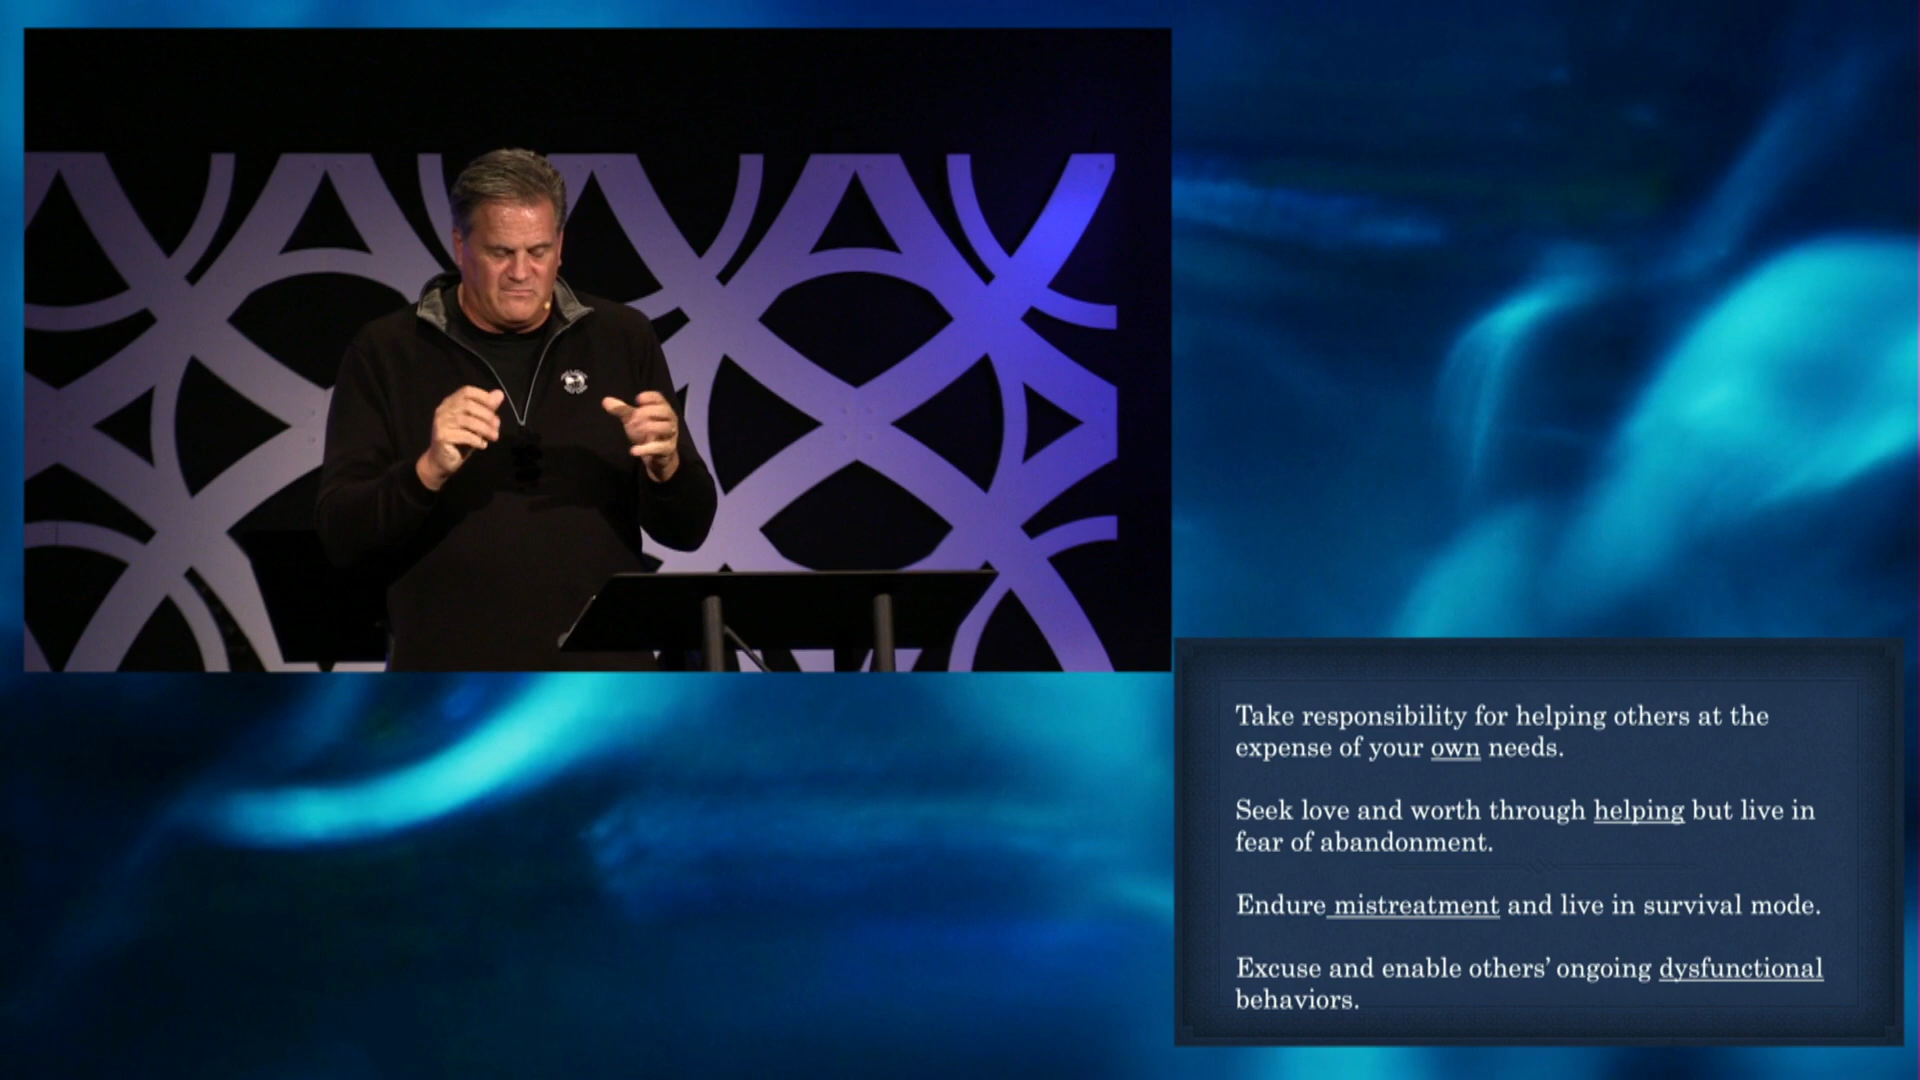 Take responsibility for helping others at the
expense of your own needs.
Seek love and worth through helping but live in
fear of abandonment.
Endure mistreatment and live in survival mode.
Excuse and enable others’ ongoing dysfunctional
behaviors.